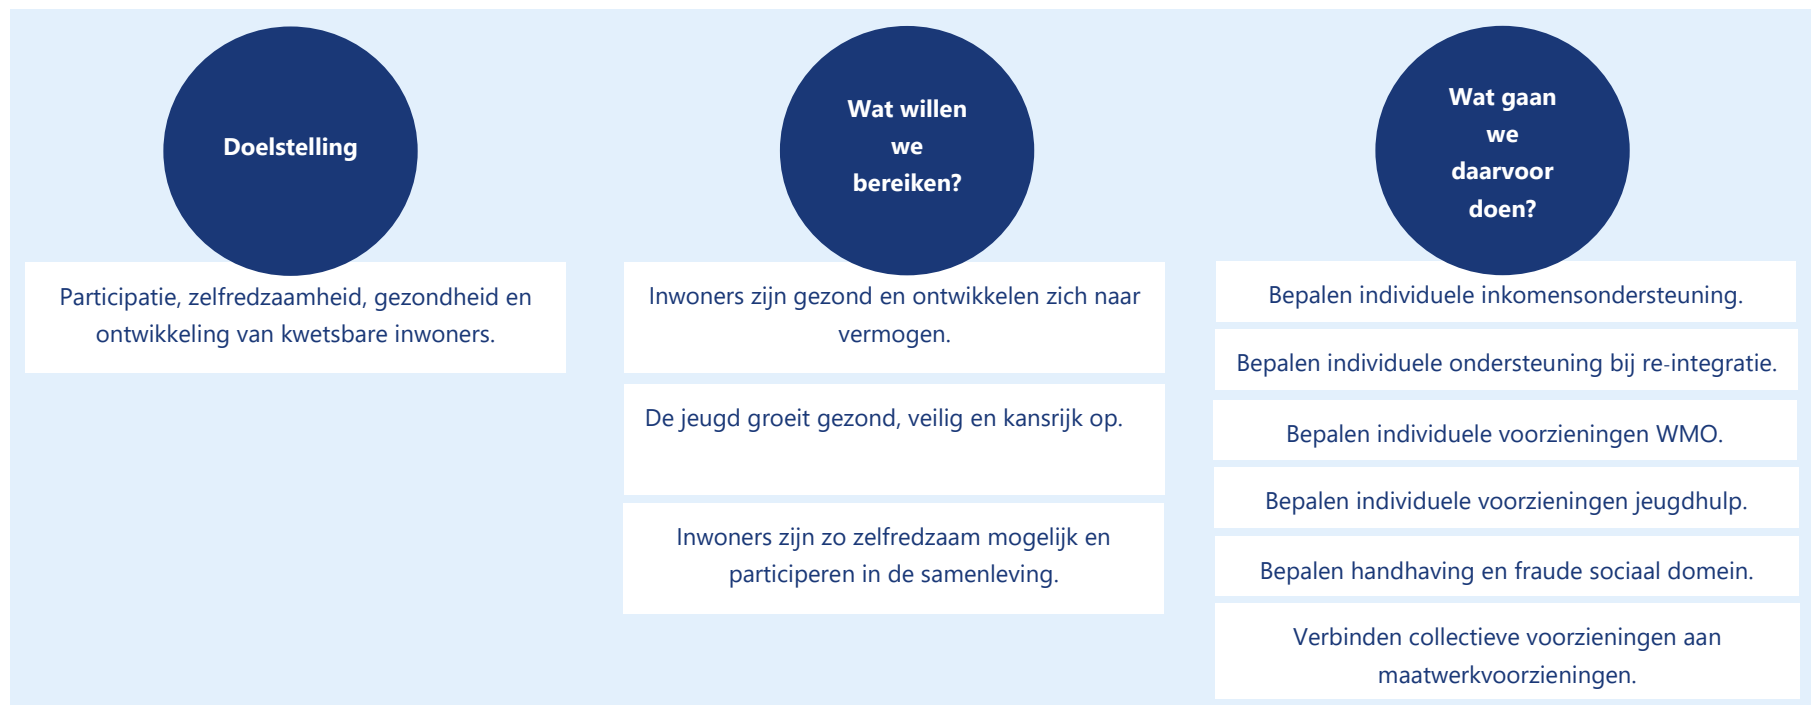 Doelstelling
Participatie, zelfredzaamheid, gezondheid en
ontwikkeling van kwetsbare inwoners.
Wat willen
we
bereiken?
Inwoners zijn gezond en ontwikkelen zich naar
vermogen.
De jeugd groeit gezond, veilig en kansrijk op.
Inwoners zijn zo zelfredzaam mogelijk en
participeren in de samenleving.
Wat gaan
we
daarvoor
doen?
Bepalen individuele inkomensondersteuning.
Bepalen individuele ondersteuning bij re-integratie.
Bepalen individuele voorzieningen WMO.
Bepalen individuele voorzieningen jeugdhulp.
Bepalen handhaving en fraude sociaal domein.
Verbinden collectieve voorzieningen aan
maatwerkvoorzieningen.